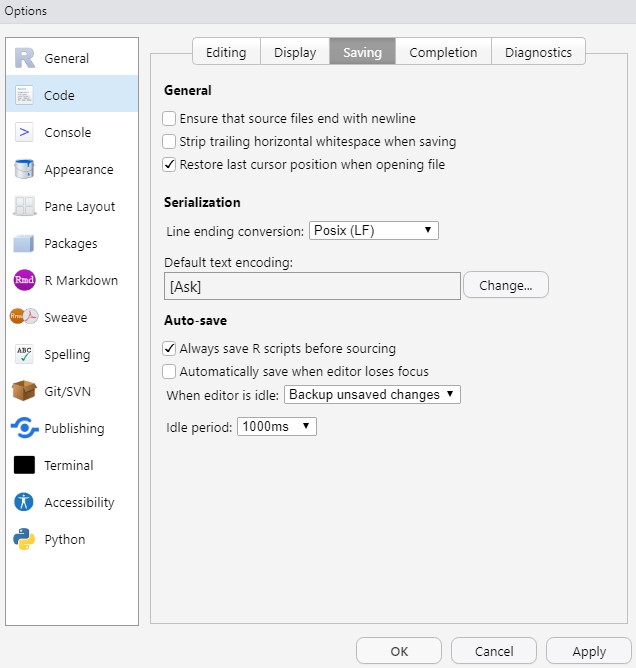 Options
R General
Code
> Console
Appearance
Pane Layout
Packages
Rmd R Markdown
Rnw Sweave
ABC Spelling
Git/SVN
Publishing
Terminal
Accessibility
Python
Editing Display Saving Completion Diagnostics
General
Ensure that source files end with newline
Strip trailing horizontal whitespace when saving
Restore last cursor position when opening file
Serialization
Line ending conversion: Posix (LF)
Default text encoding:
[Ask] Change...
Auto-save
Always save R scripts before sourcing
Automatically save when editor loses focus
When editor is idle: Backup unsaved changes
Idle period: 1000ms
OK Cancel Apply